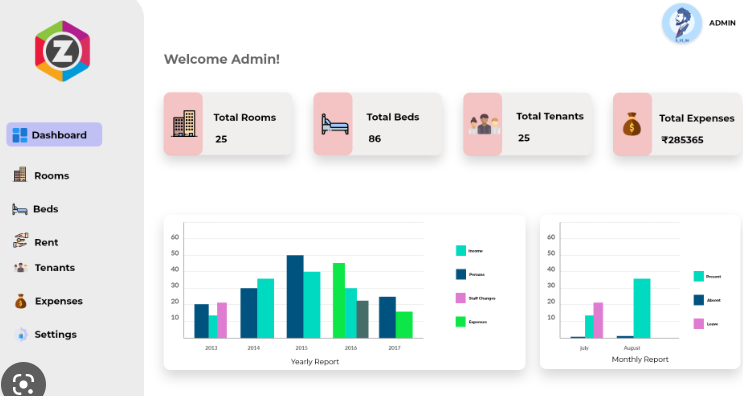 Z
ADMIN
Welcome Admin!
Dashboard
Rooms
Beds
Rent
Tenants
Expenses
Settings
Total Rooms
25
Total Beds
86
Total Tenants
25
Total Expenses
₹285365
60
50
40
30
20
10
2013 2014 2015 2016 2017
Yearly Report
Income
Persons
Staff Changes
Expenses
60
50
40
30
20
10
July August
Monthly Report
Present
Absent
Leave